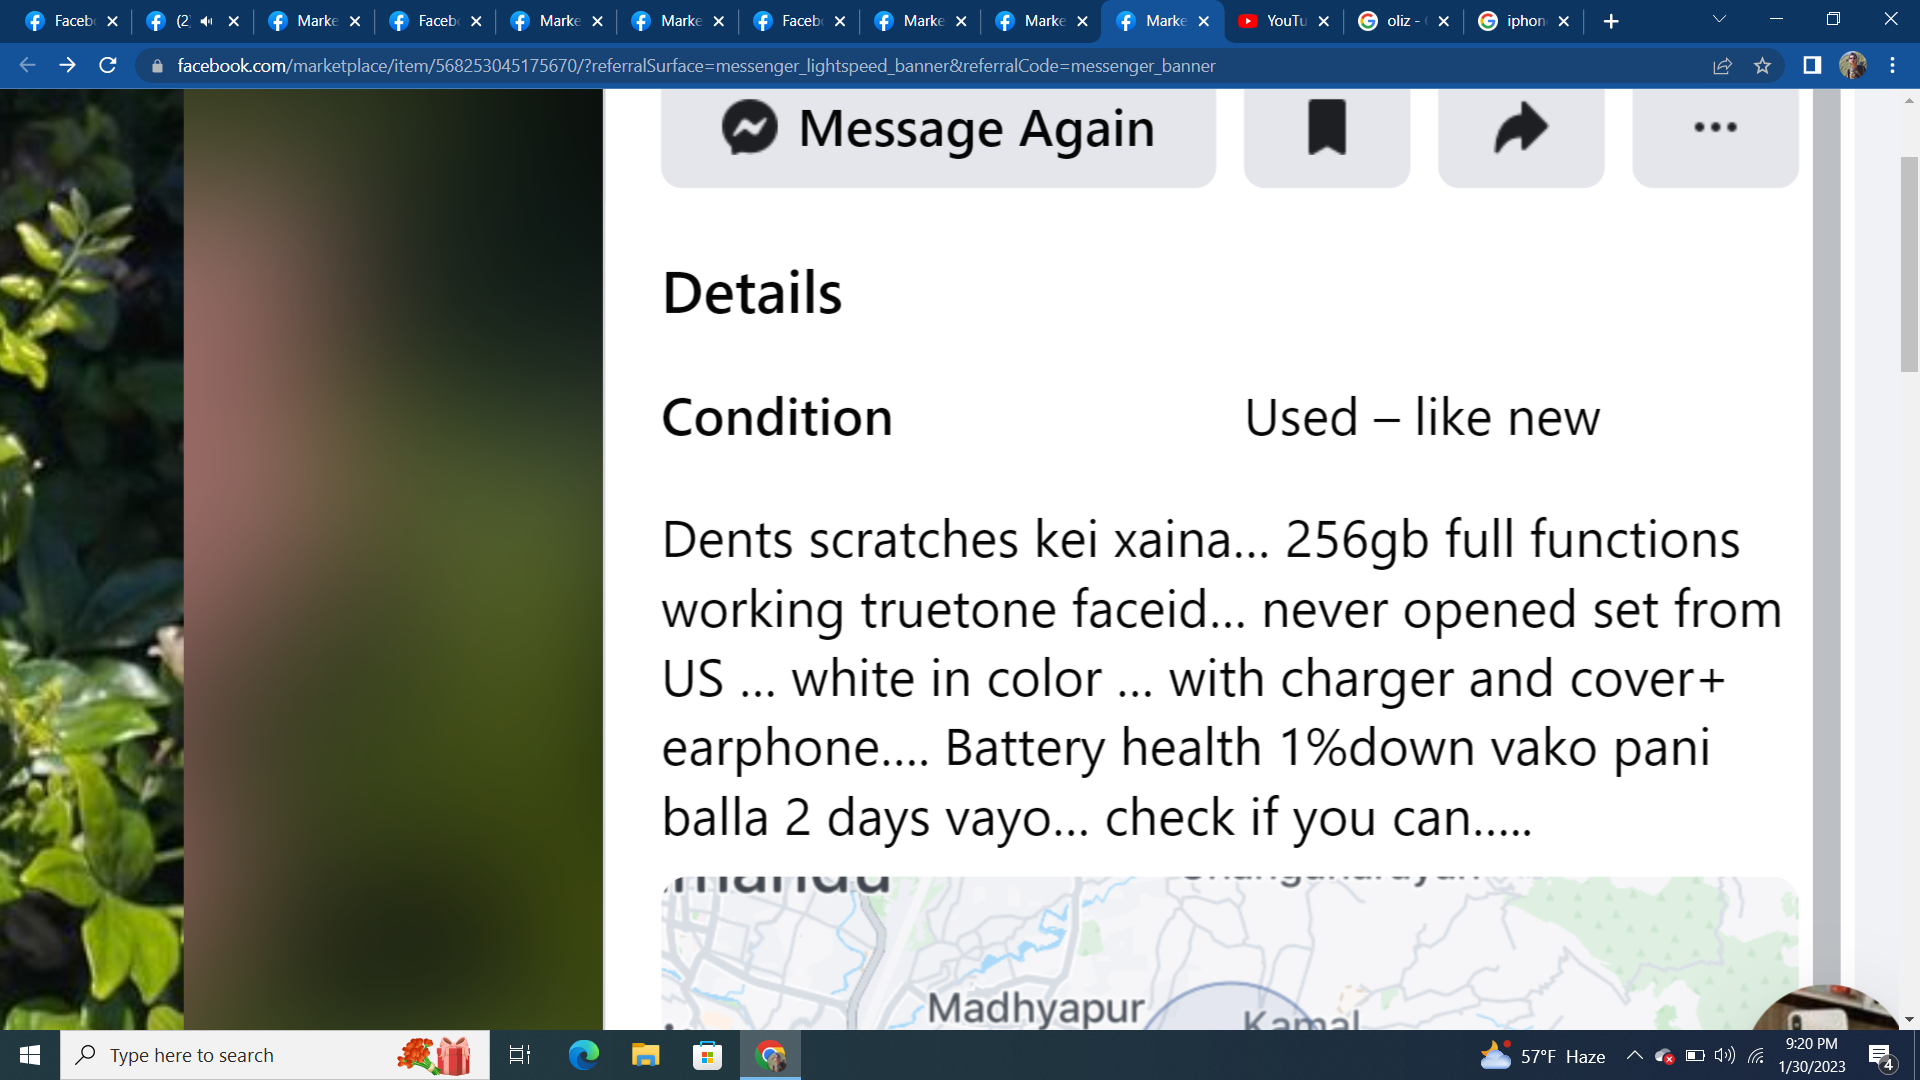 Facebo (2) Marke Facebo Marke Marke Facebo Marke Marke Marke YouTu oliz - iphon
facebook.com/marketplace/item/568253045175670/?referralSurface=messenger_lightspeed_banner&referralCode=messenger_banner
Message Again
Details
Condition Used – like new
Dents scratches kei xaina... 256gb full functions
working truetone faceid... never opened set from
US ... white in color ... with charger and cover+
earphone.... Battery health 1%down vako pani
balla 2 days vayo... check if you can.....
Madhyapur
Kamal
Type here to search
57°F Haze
9:20 PM
1/30/2023
4